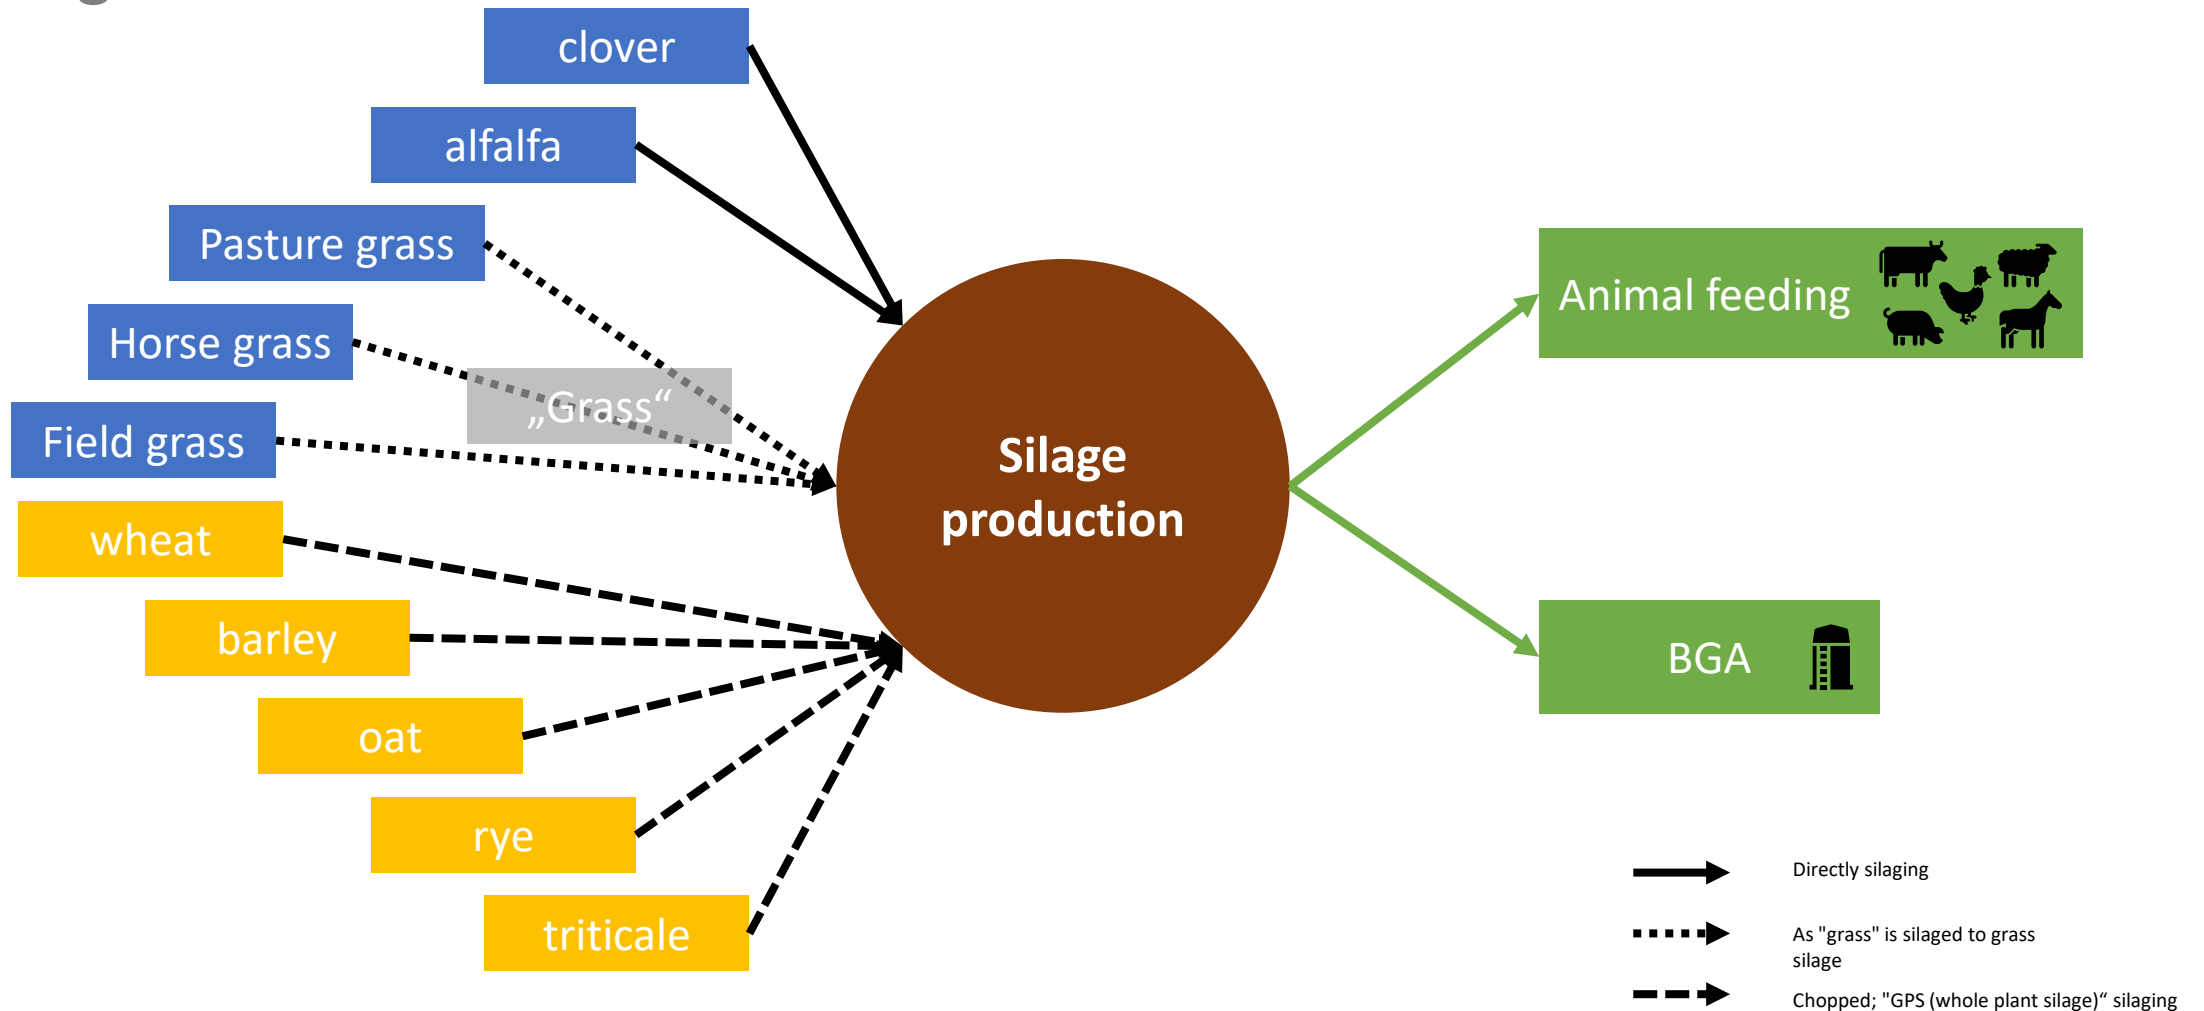 clover
alfalfa
Pasture grass
Horse grass
„Grass“
Field grass
wheat
barley
oat
rye
triticale
Silage
production
Animal feeding
BGA
Directly silaging
As "grass" is silaged to grass
silage
Chopped; "GPS (whole plant silage)“ silaging